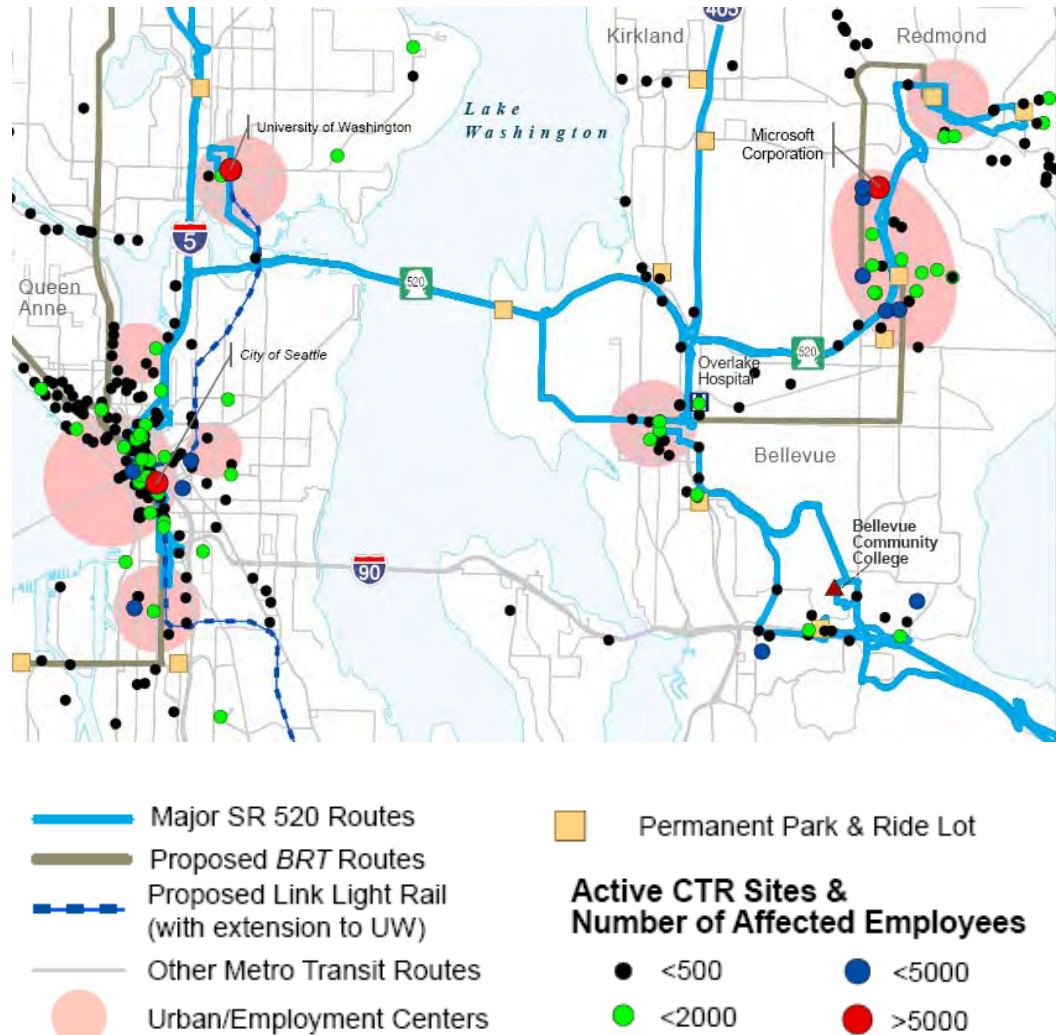 405
Kirkland
Redmond
Lake
Washington
University of Washington
Microsoft
Corporation
5
Queen
Anne
520
City of Seattle
520
Overlake
Hospital
H
Bellevue
Bellevue
Community
College
90
Major SR 520 Routes
Proposed BRT Routes
Proposed Link Light Rail
(with extension to UW)
Other Metro Transit Routes
Urban/Employment Centers
Permanent Park & Ride Lot
Active CTR Sites &
Number of Affected Employees
<500
<2000
<5000
>5000